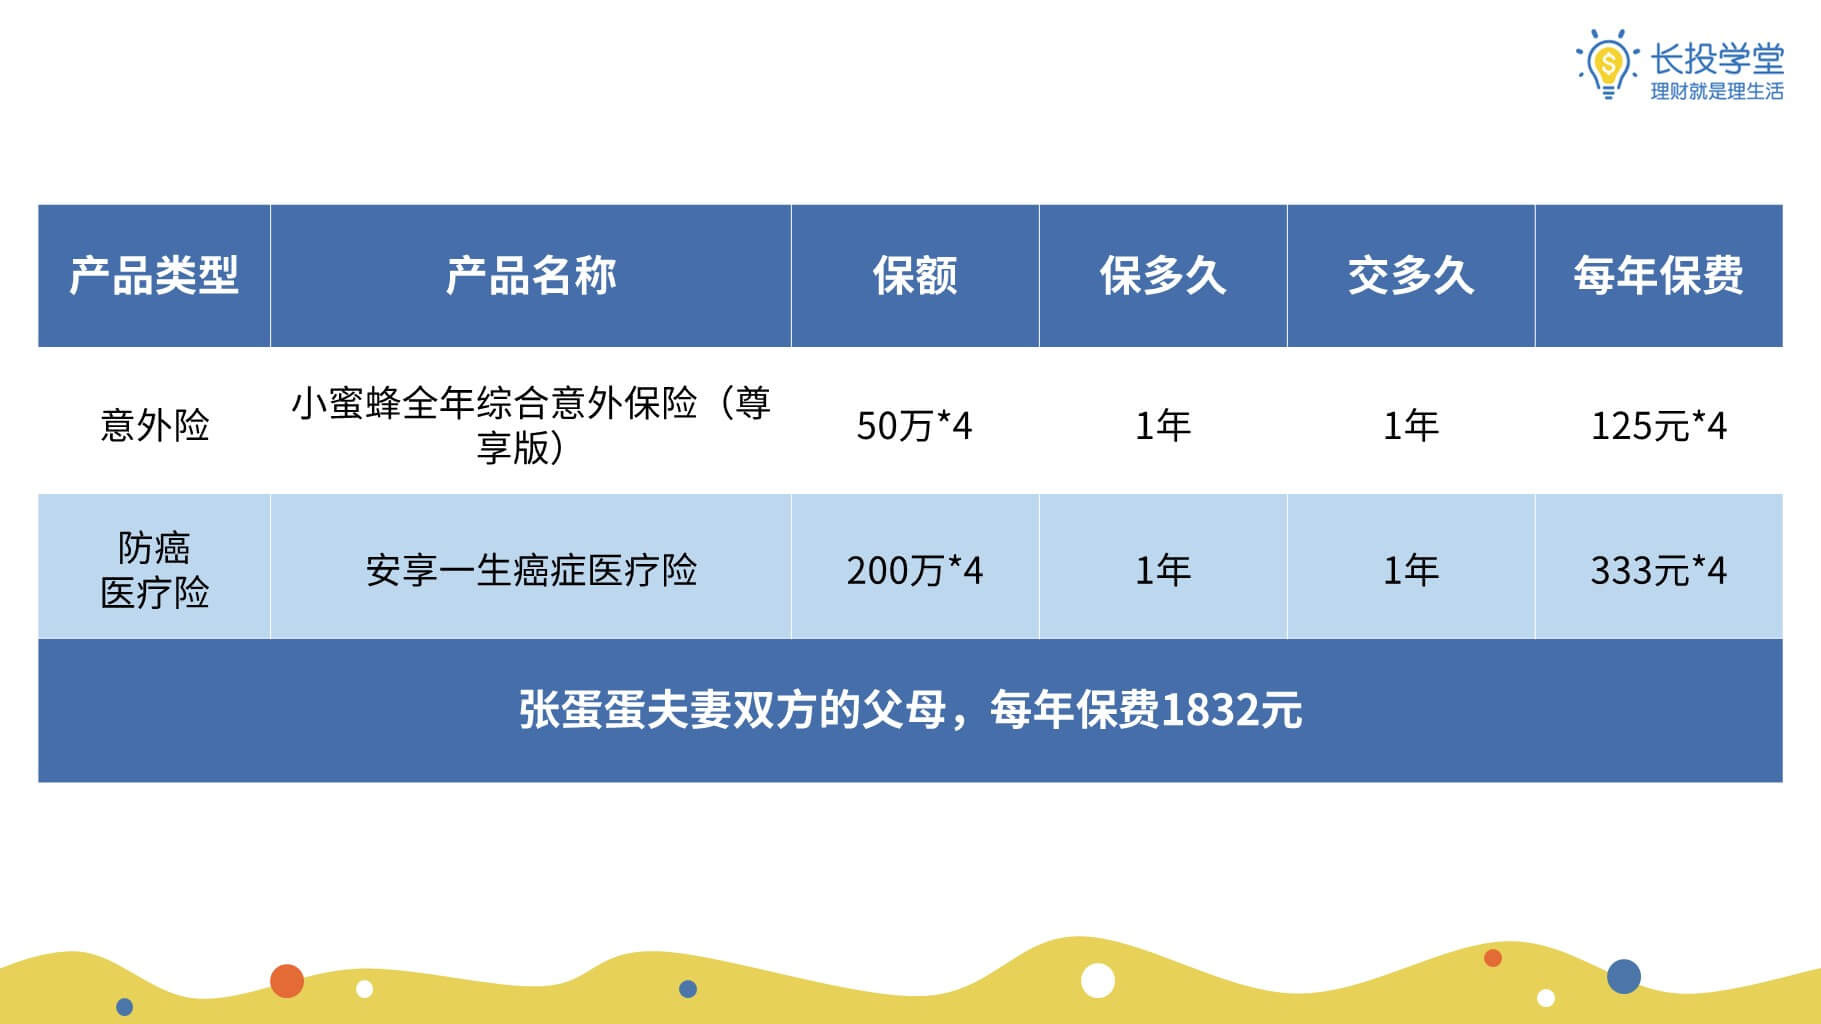 长投学堂
理财就是理生活
产品类型 产品名称 保额 保多久 交多久 每年保费
意外险 小蜜蜂全年综合意外保险（尊
享版） 50万*4 1年 1年 125元*4
防癌
医疗险 安享一生癌症医疗险 200万*4 1年 1年 333元*4
张蛋蛋夫妻双方的父母，每年保费1832元